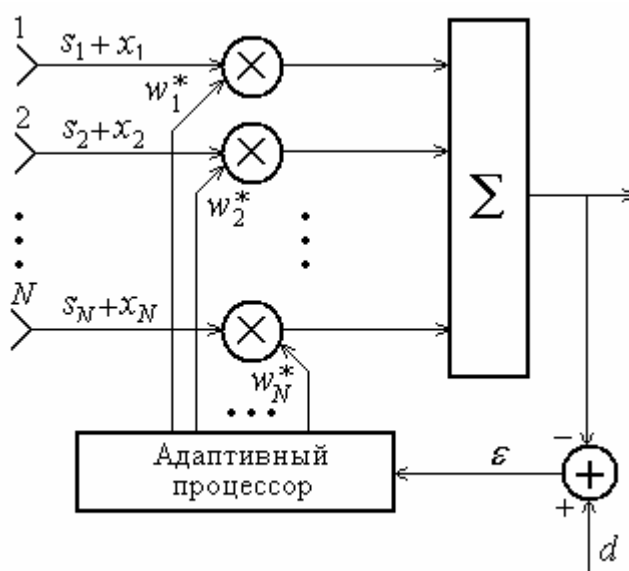 1
s₁+x₁
w₁*
2
s₂+x₂
w₂*
Σ
N
s_N+x_N
w_N*
Адаптивный
процессор
ε
−
+
+
d